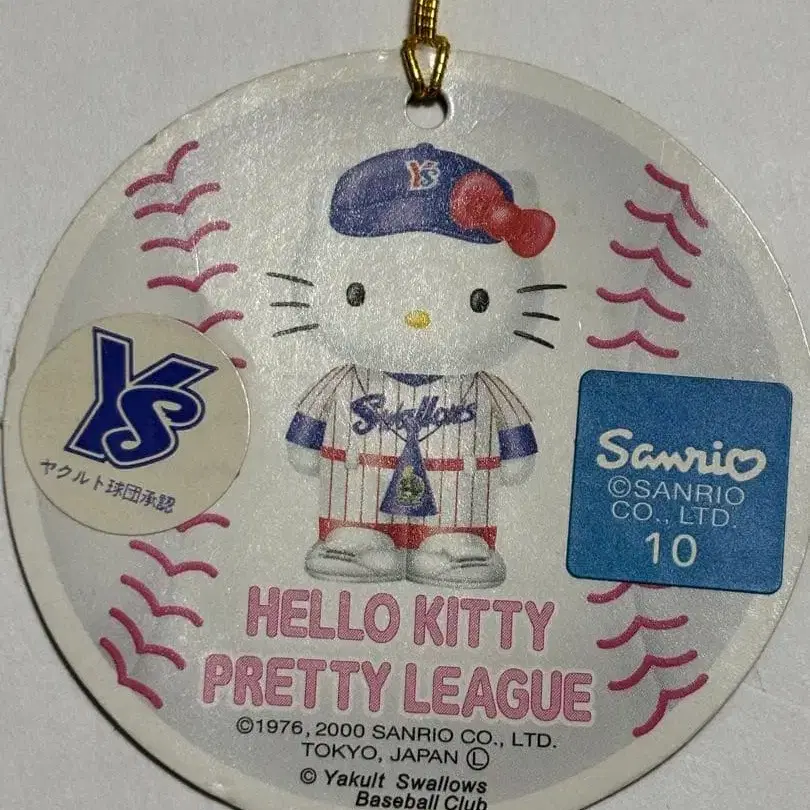 YS
Swallows
YS
ヤクルト球団承認
Sanrio
©SANRIO
CO., LTD.
10
HELLO KITTY
PRETTY LEAGUE
©1976, 2000 SANRIO CO., LTD.
TOKYO, JAPAN Ⓛ
© Yakult Swallows
Baseball Club